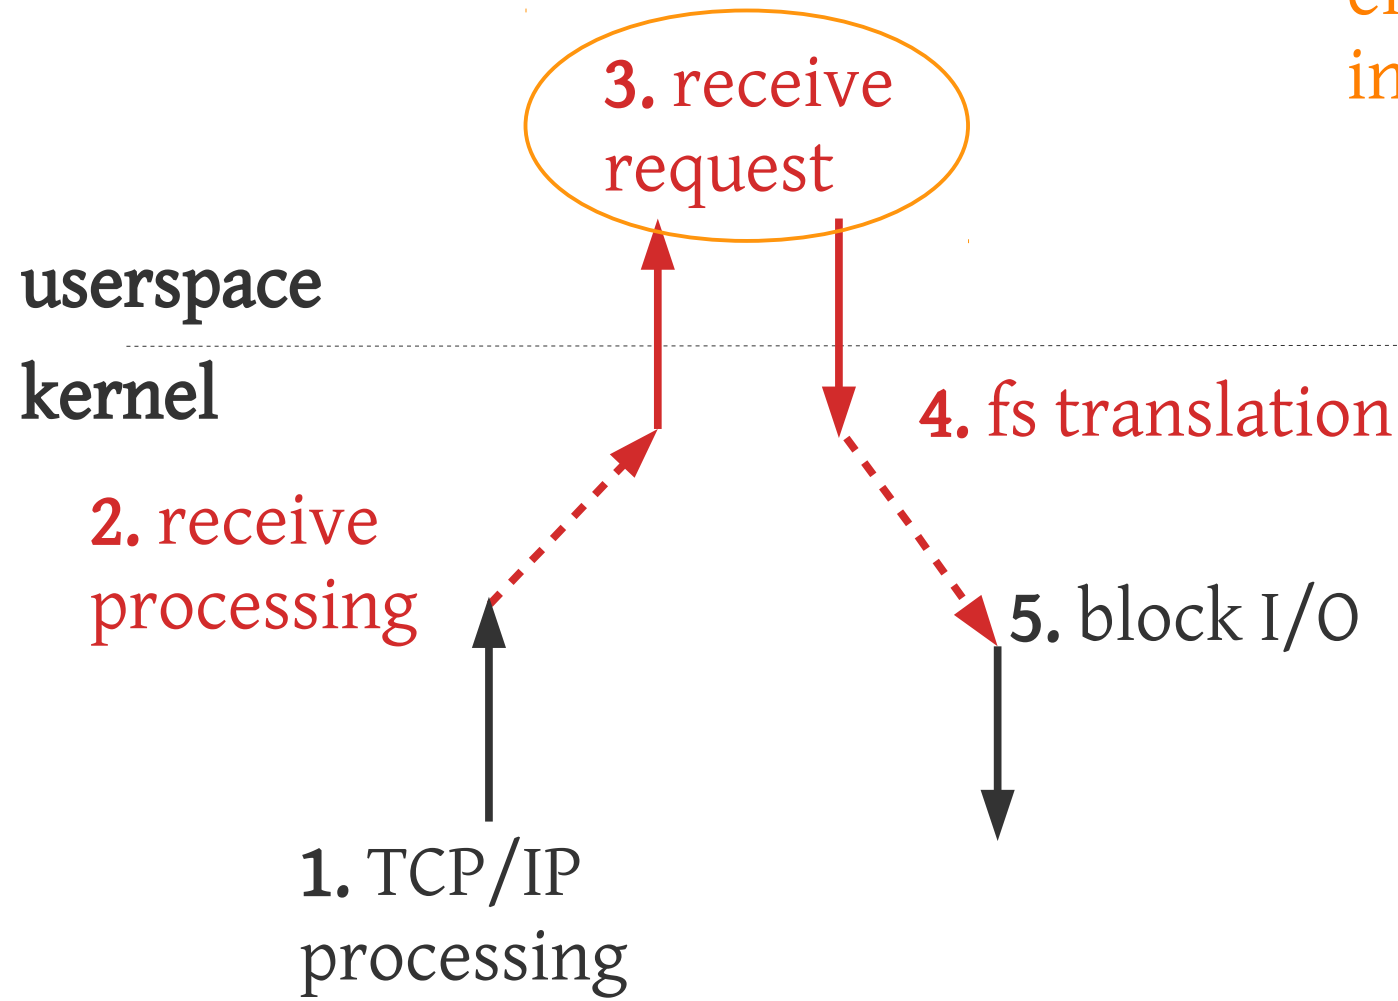 3. receive
request
userspace
kernel
4. fs translation
2. receive
processing
5. block I/O
1. TCP/IP
processing